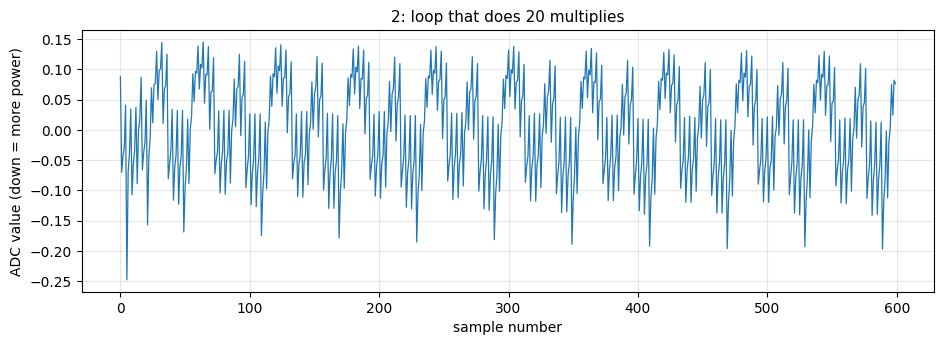 2: loop that does 20 multiplies
ADC value (down = more power)
0.15
0.10
0.05
0.00
−0.05
−0.10
−0.15
−0.20
−0.25
0 100 200 300 400 500 600
sample number